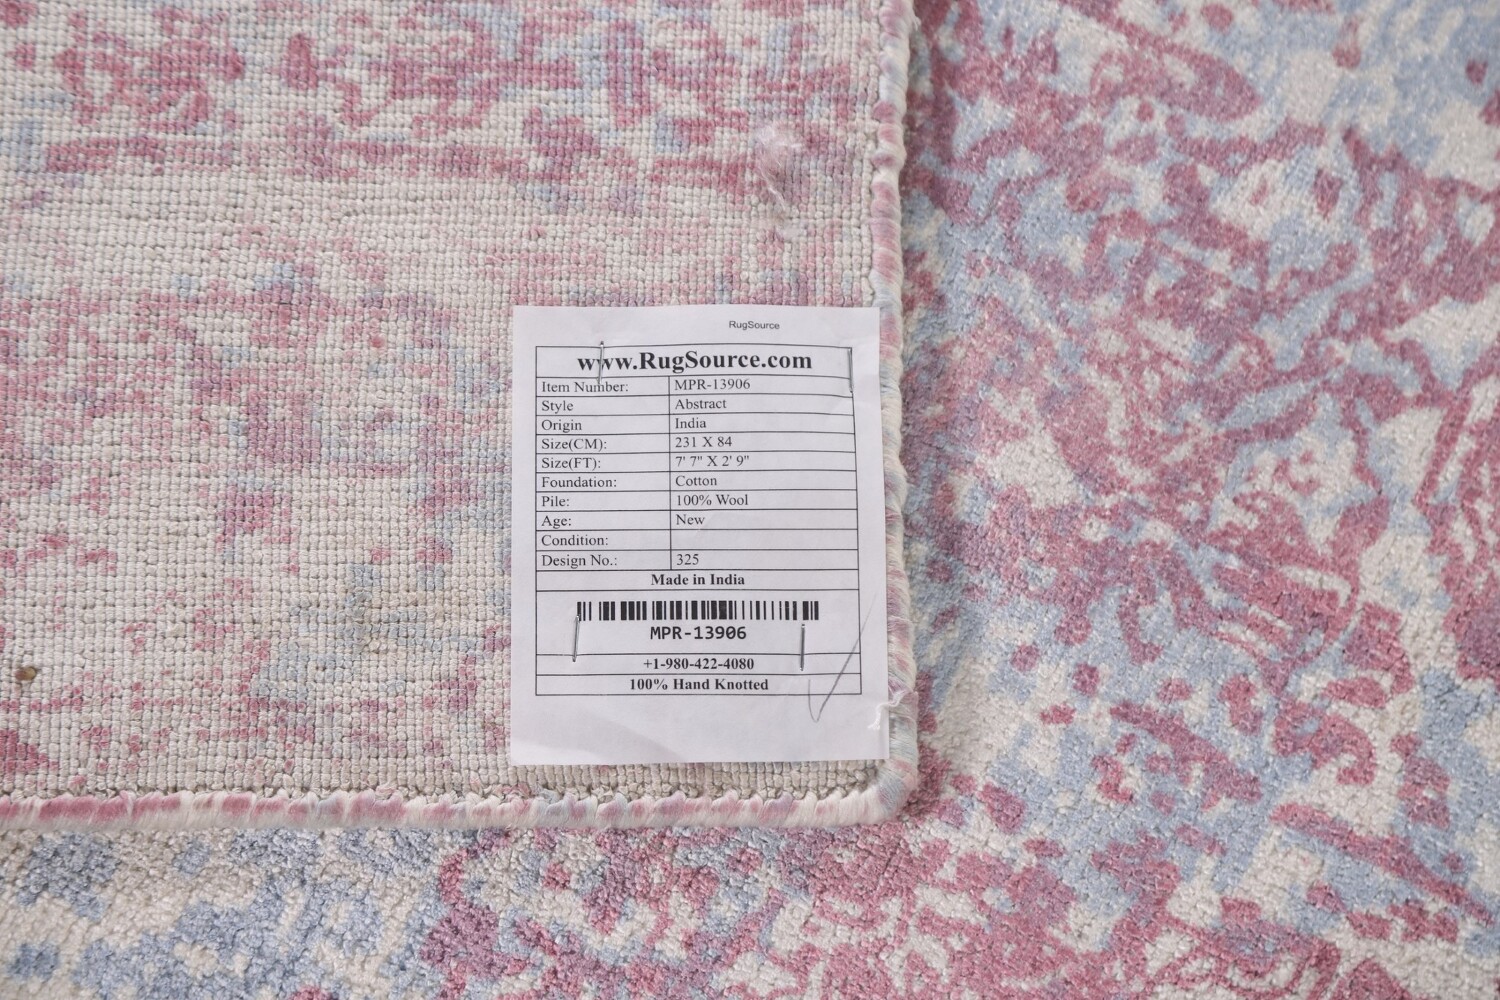 RugSource
www.RugSource.com
Item Number: MPR-13906
Style Abstract
Origin India
Size(CM): 231 X 84
Size(FT): 7' 7" X 2' 9"
Foundation: Cotton
Pile: 100% Wool
Age: New
Condition:
Design No.: 325
Made in India
MPR-13906
+1-980-422-4080
100% Hand Knotted